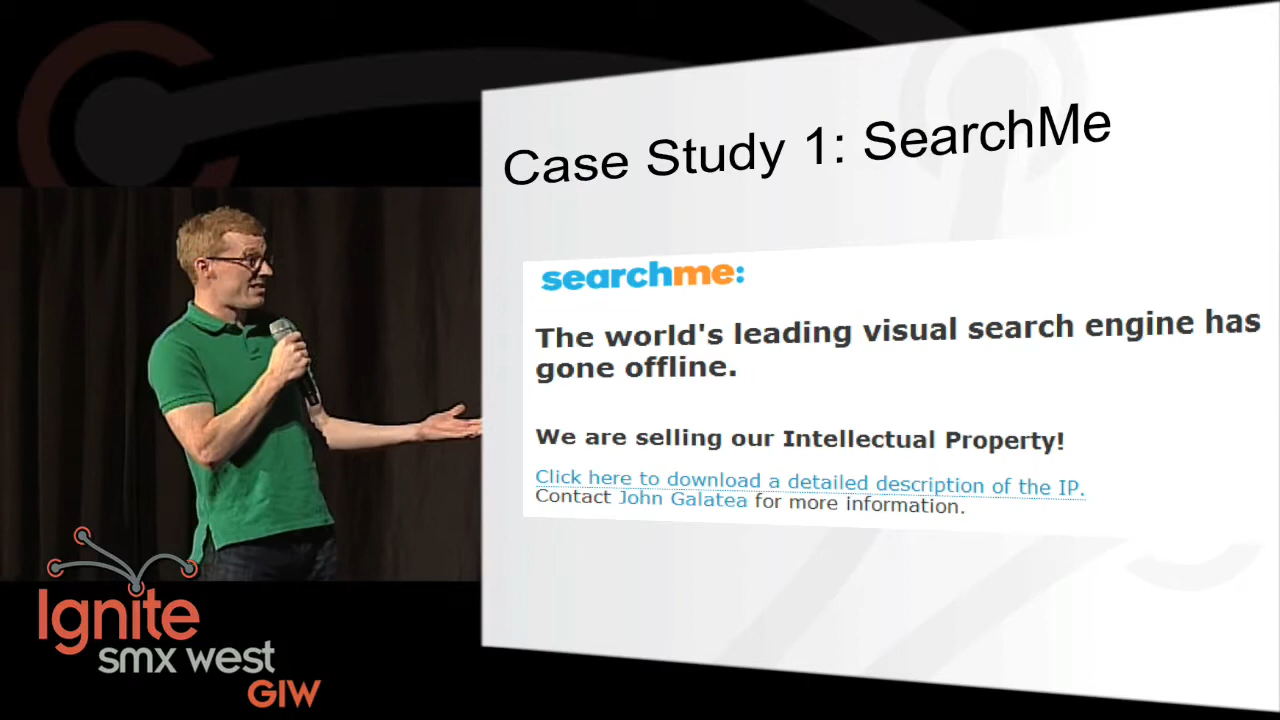 Case Study 1: SearchMe
searchme:
The world's leading visual search engine has
gone offline.
We are selling our Intellectual Property!
Click here to download a detailed description of the IP.
Contact John Galatea for more information.
Ignite
smx west
GIW